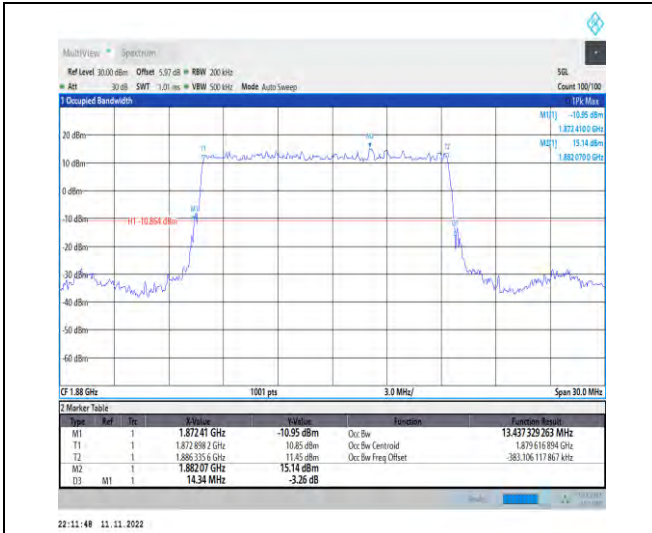 MultiView Spectrum
Ref Level 30.00 dBm Offset 5.97 dB RBW 200 kHz SGL
Att 30 dB SWT 1.01 ms VBW 500 kHz Mode Auto Sweep Count 100/100
1 Occupied Bandwidth 1Pk Max
M1[1] -10.95 dBm
1.872 410 0 GHz
20 dBm M2 M2[1] 15.14 dBm
T1 T2 1.882 070 0 GHz
10 dBm
0 dBm
M1
-10 dBm
H1 -10.864 dBm
-20 dBm
-30 dBm
-40 dBm
-50 dBm
-60 dBm
CF 1.88 GHz 1001 pts 3.0 MHz/ Span 30.0 MHz
2 Marker Table
Type Ref Trc X-Value Y-Value Function Function Result
M1 1 1.872 41 GHz -10.95 dBm Occ Bw 13.437 329 263 MHz
T1 1 1.872 898 2 GHz 10.85 dBm Occ Bw Centroid 1.879 616 894 GHz
T2 1 1.886 335 6 GHz 11.45 dBm Occ Bw Freq Offset -383.106 117 867 kHz
M2 1 1.882 07 GHz 15.14 dBm
D3 M1 1 14.34 MHz -3.26 dB
22:11:48 11.11.2022